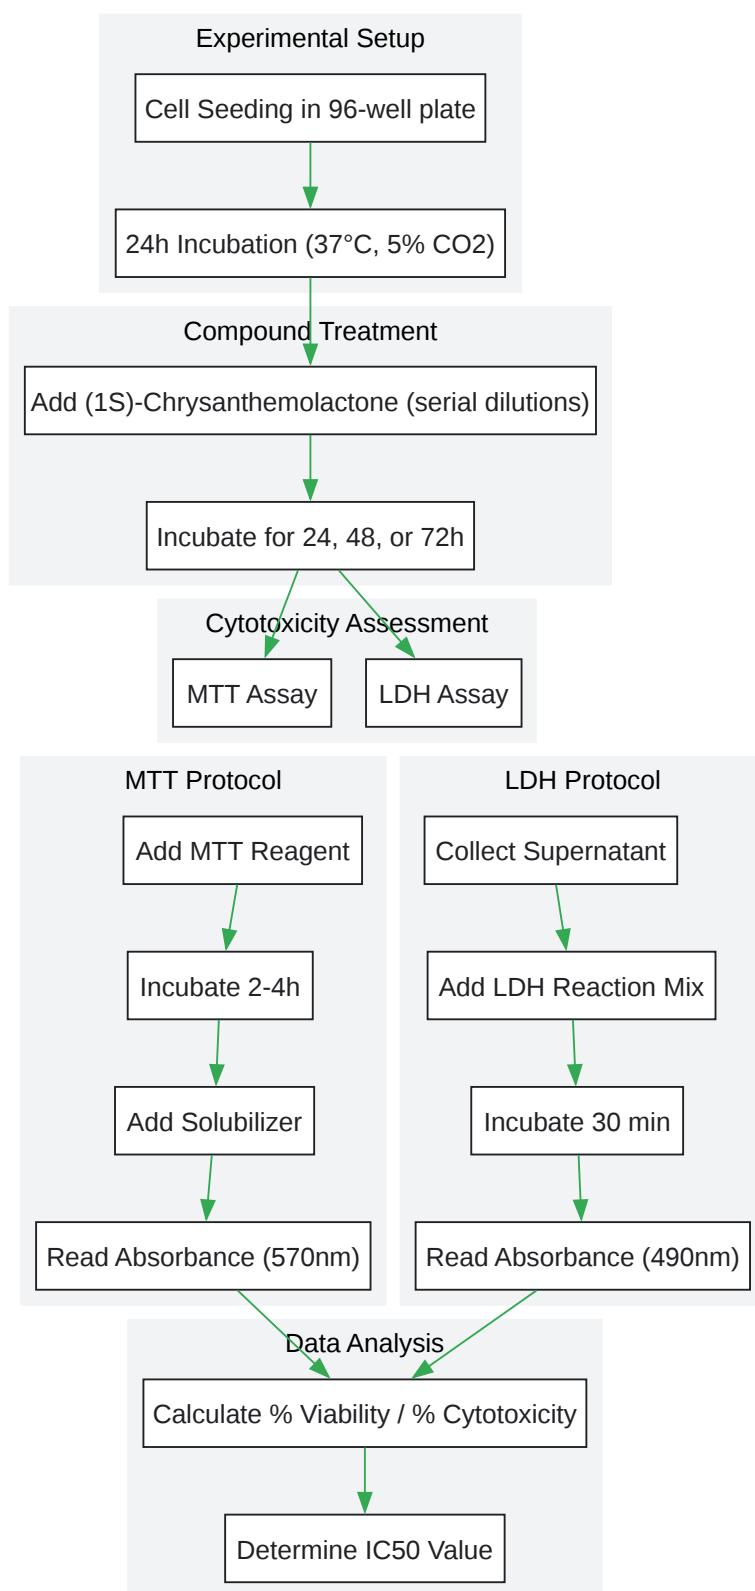 Experimental Setup
Cell Seeding in 96-well plate
24h Incubation (37°C, 5% CO2)
Compound Treatment
Add (1S)-Chrysanthemolactone (serial dilutions)
Incubate for 24, 48, or 72h
Cytotoxicity Assessment
MTT Assay
LDH Assay
MTT Protocol
Add MTT Reagent
Incubate 2-4h
Add Solubilizer
Read Absorbance (570nm)
LDH Protocol
Collect Supernatant
Add LDH Reaction Mix
Incubate 30 min
Read Absorbance (490nm)
Data Analysis
Calculate % Viability / % Cytotoxicity
Determine IC50 Value